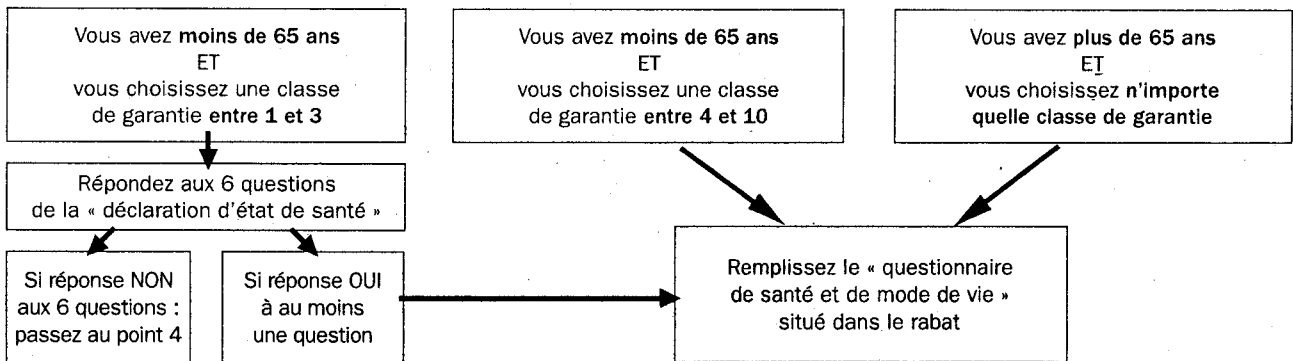 Vous avez moins de 65 ans
ET
vous choisissez une classe
de garantie entre 1 et 3
Vous avez moins de 65 ans
ET
vous choisissez une classe
de garantie entre 4 et 10
Vous avez plus de 65 ans
ET
vous choisissez n'importe
quelle classe de garantie
Répondez aux 6 questions
de la « déclaration d'état de santé »
Si réponse NON
aux 6 questions :
passez au point 4
Si réponse OUI
à au moins
une question
Remplissez le « questionnaire
de santé et de mode de vie »
situé dans le rabat